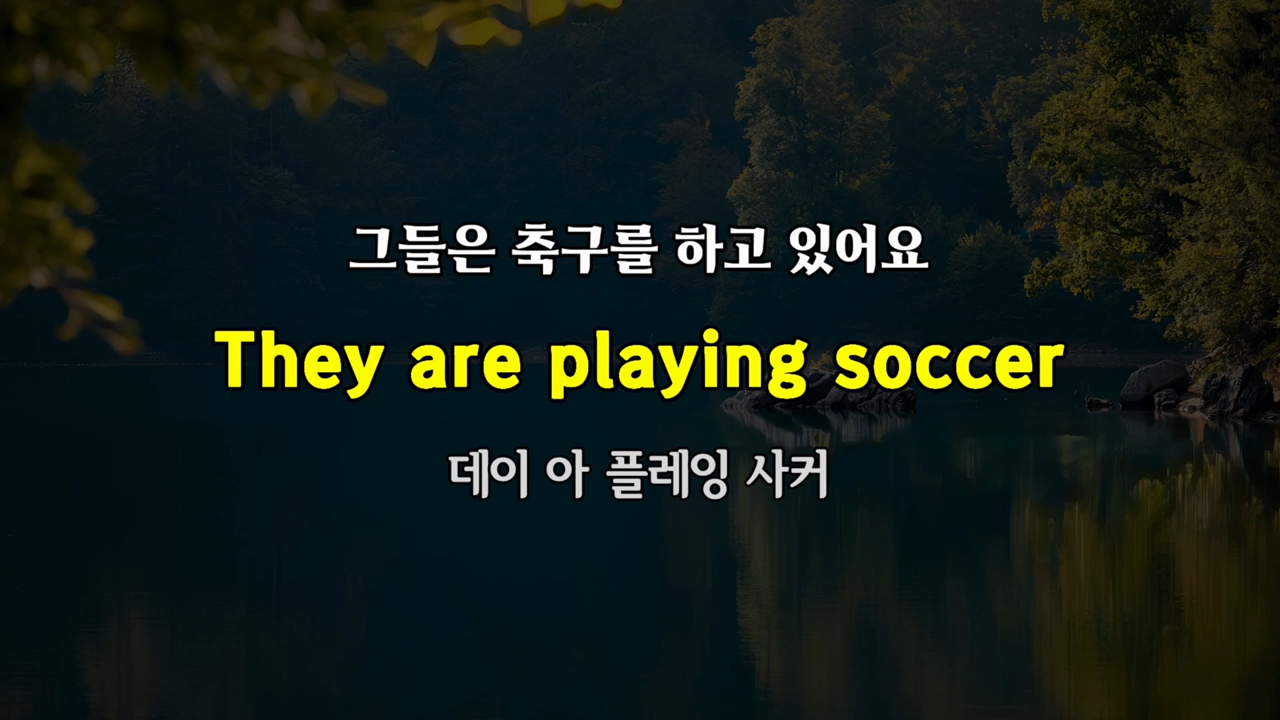 그들은 축구를 하고 있어요
They are playing soccer
데이 아 플레잉 사커